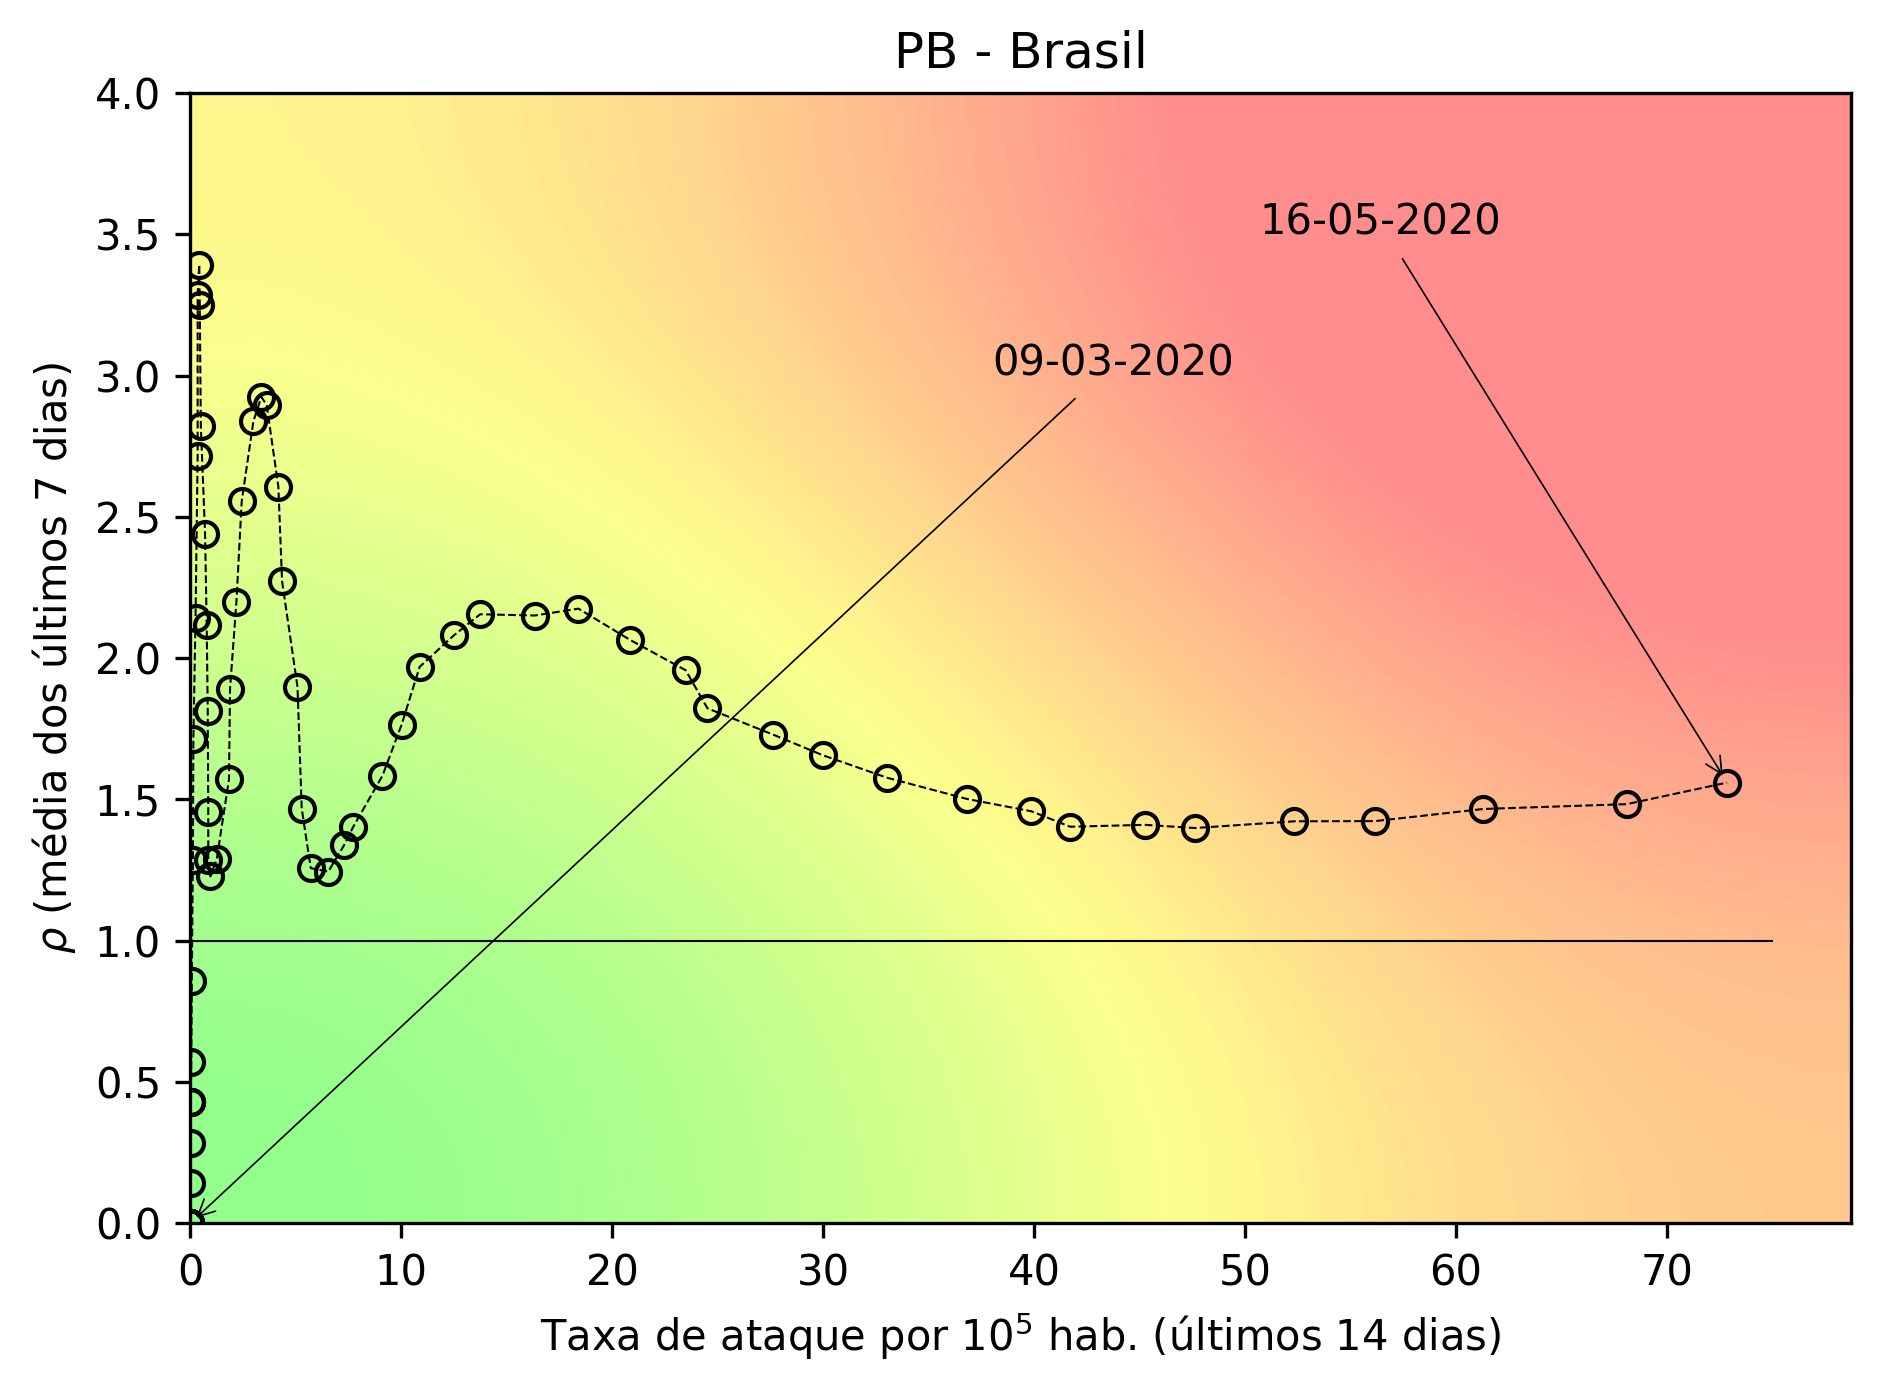 PB - Brasil
4.0
3.5
3.0
2.5
2.0
1.5
1.0
0.5
0.0
ρ (média dos últimos 7 dias)
16-05-2020
09-03-2020
0 10 20 30 40 50 60 70
Taxa de ataque por 10⁵ hab. (últimos 14 dias)